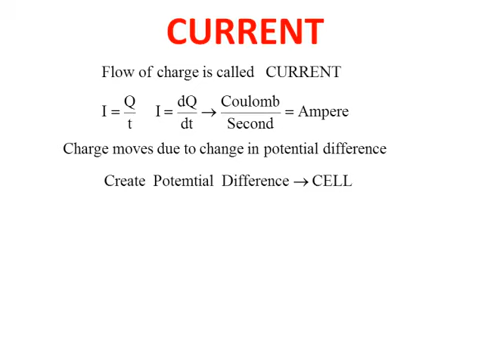 CURRENT
Flow of charge is called CURRENT
I = Q/t I = dQ/dt → Coulomb/Second = Ampere
Charge moves due to change in potential difference
Create Potemtial Difference → CELL